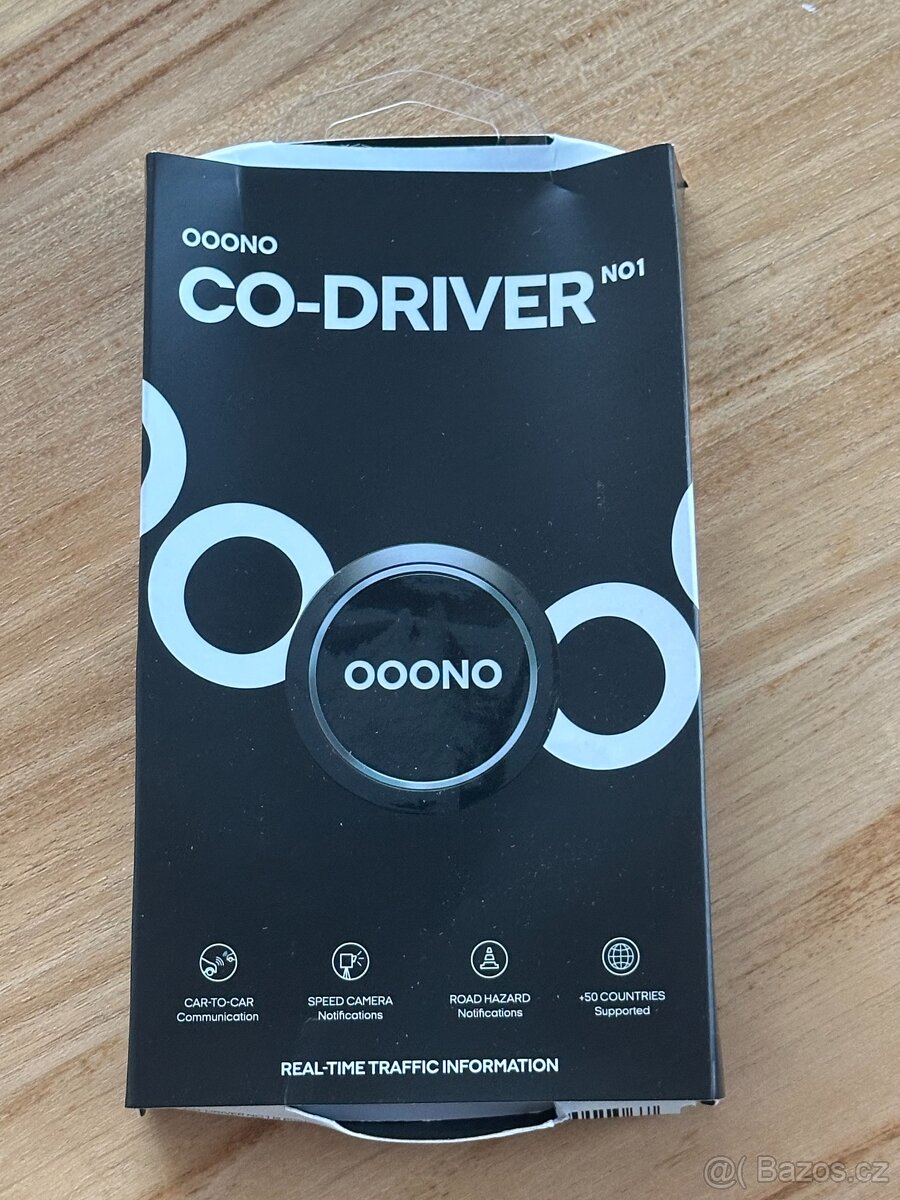 OOONO
CO-DRIVER NO1
OOONO
CAR-TO-CAR
Communication
SPEED CAMERA
Notifications
ROAD HAZARD
Notifications
+50 COUNTRIES
Supported
REAL-TIME TRAFFIC INFORMATION
@( Bazos.cz